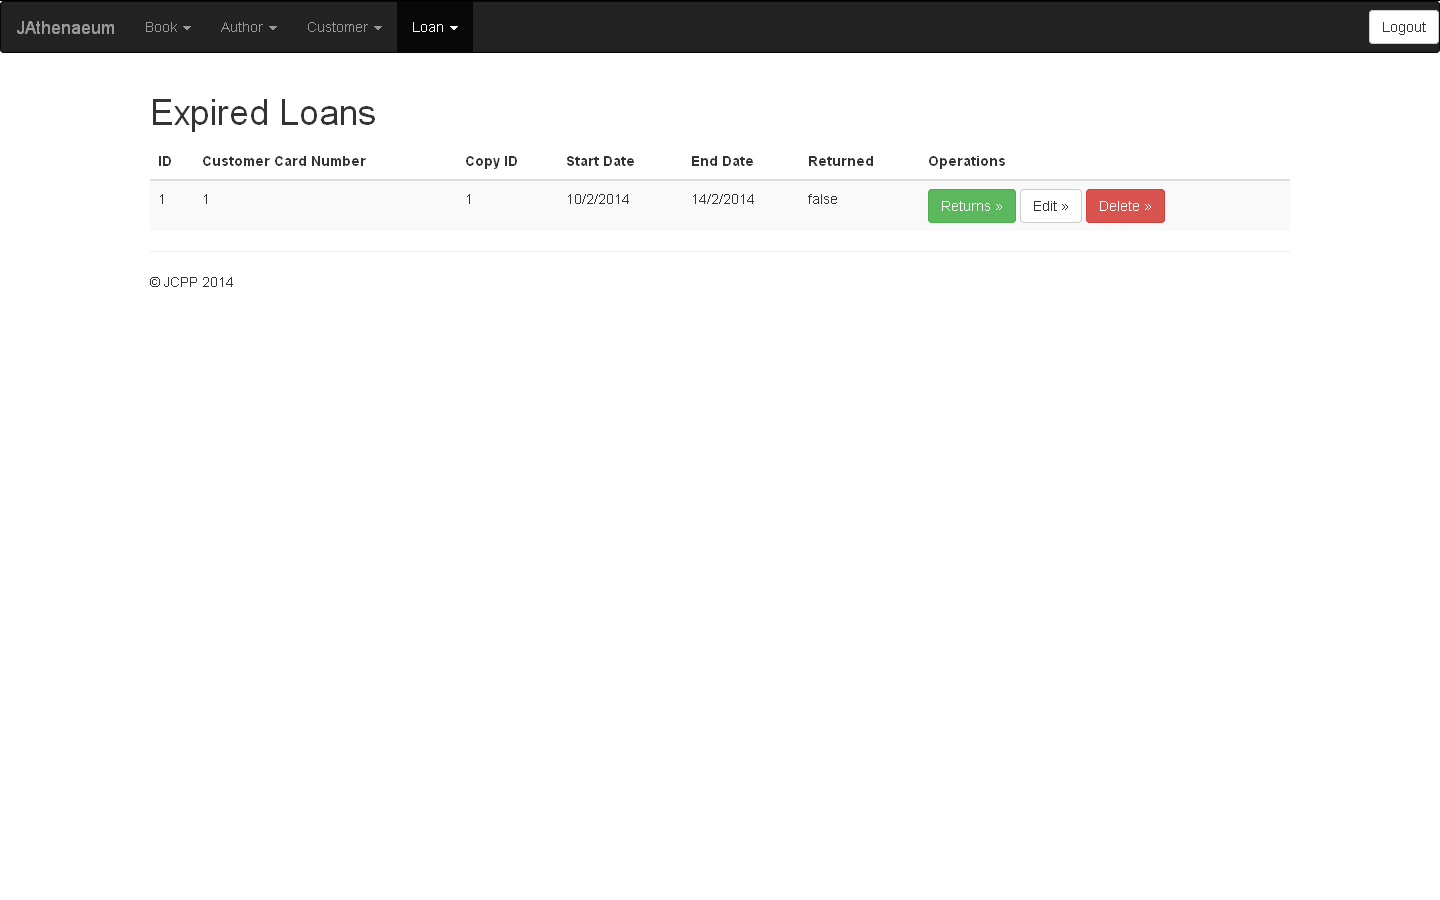 JAthenaeum Book Author Customer Loan Logout
Expired Loans
ID Customer Card Number Copy ID Start Date End Date Returned Operations
1 1 1 10/2/2014 14/2/2014 false Returns » Edit » Delete »
© JCPP 2014